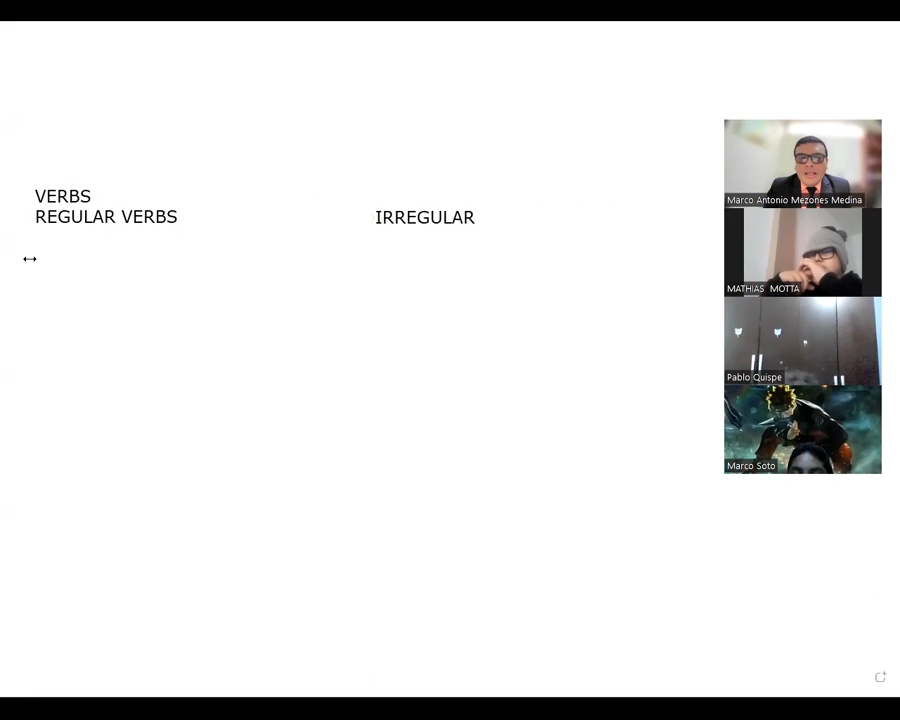 VERBS
REGULAR VERBS IRREGULAR
Marco Antonio Mezones Medina
MATHIAS MOTTA
Pablo Quispe
Marco Soto